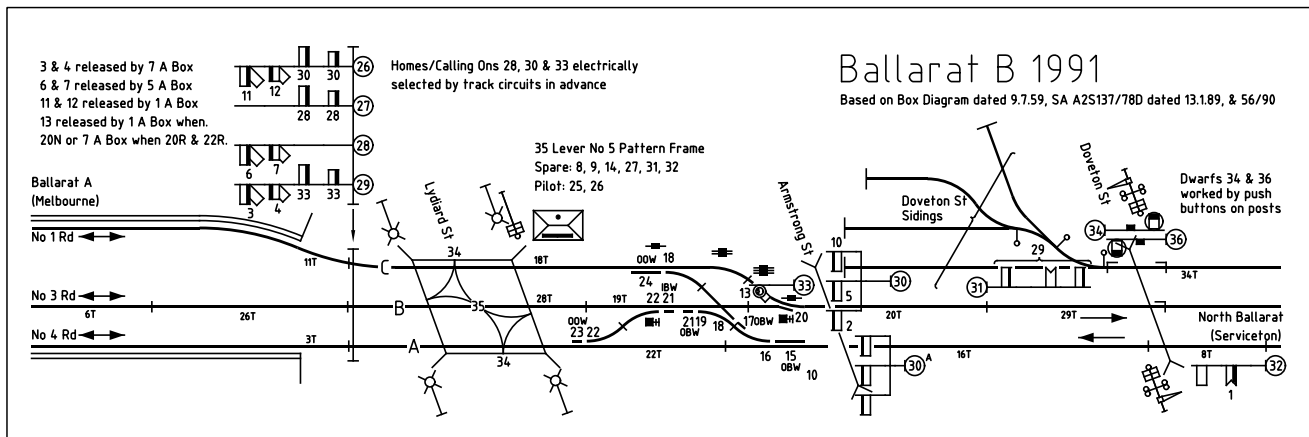 3 & 4 released by 7 A Box
6 & 7 released by 5 A Box
11 & 12 released by 1 A Box
13 released by 1 A Box when.
20N or 7 A Box when 20R & 22R.
Ballarat A
(Melbourne)
11 12 30 30 26
28 28 27
6 7 28
3 4 33 33 29
Homes/Calling Ons 28, 30 & 33 electrically
selected by track circuits in advance
35 Lever No 5 Pattern Frame
Spare: 8, 9, 14, 27, 31, 32
Pilot: 25, 26
Ballarat B 1991
Based on Box Diagram dated 9.7.59, SA A2S137/78D dated 13.1.89, & 56/90
Lydiard St
Armstrong St
Doveton St
Doveton St
Sidings
Dwarfs 34 & 36
worked by push
buttons on posts
34
36
29
31
No 1 Rd
11T
C
34
18T
OOW
24
18
IBW
13
33
10
30
5
34T
No 3 Rd
6T
26T
B
35
28T
19T
22 21
21 19
OBW
18
17
OBW
20
2
20T
29T
North Ballarat
(Serviceton)
No 4 Rd
3T
A
34
OOW
23 22
22T
16
15
OBW
10
30
A
16T
8T
1
32